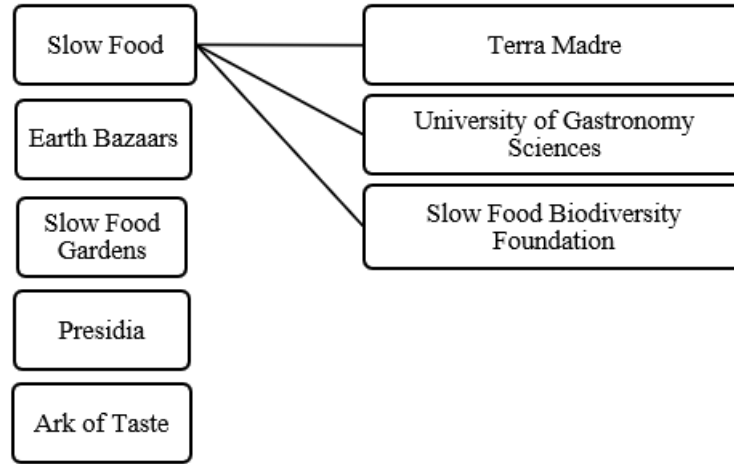 Slow Food
Earth Bazaars
Slow Food
Gardens
Presidia
Ark of Taste
Terra Madre
University of Gastronomy
Sciences
Slow Food Biodiversity
Foundation